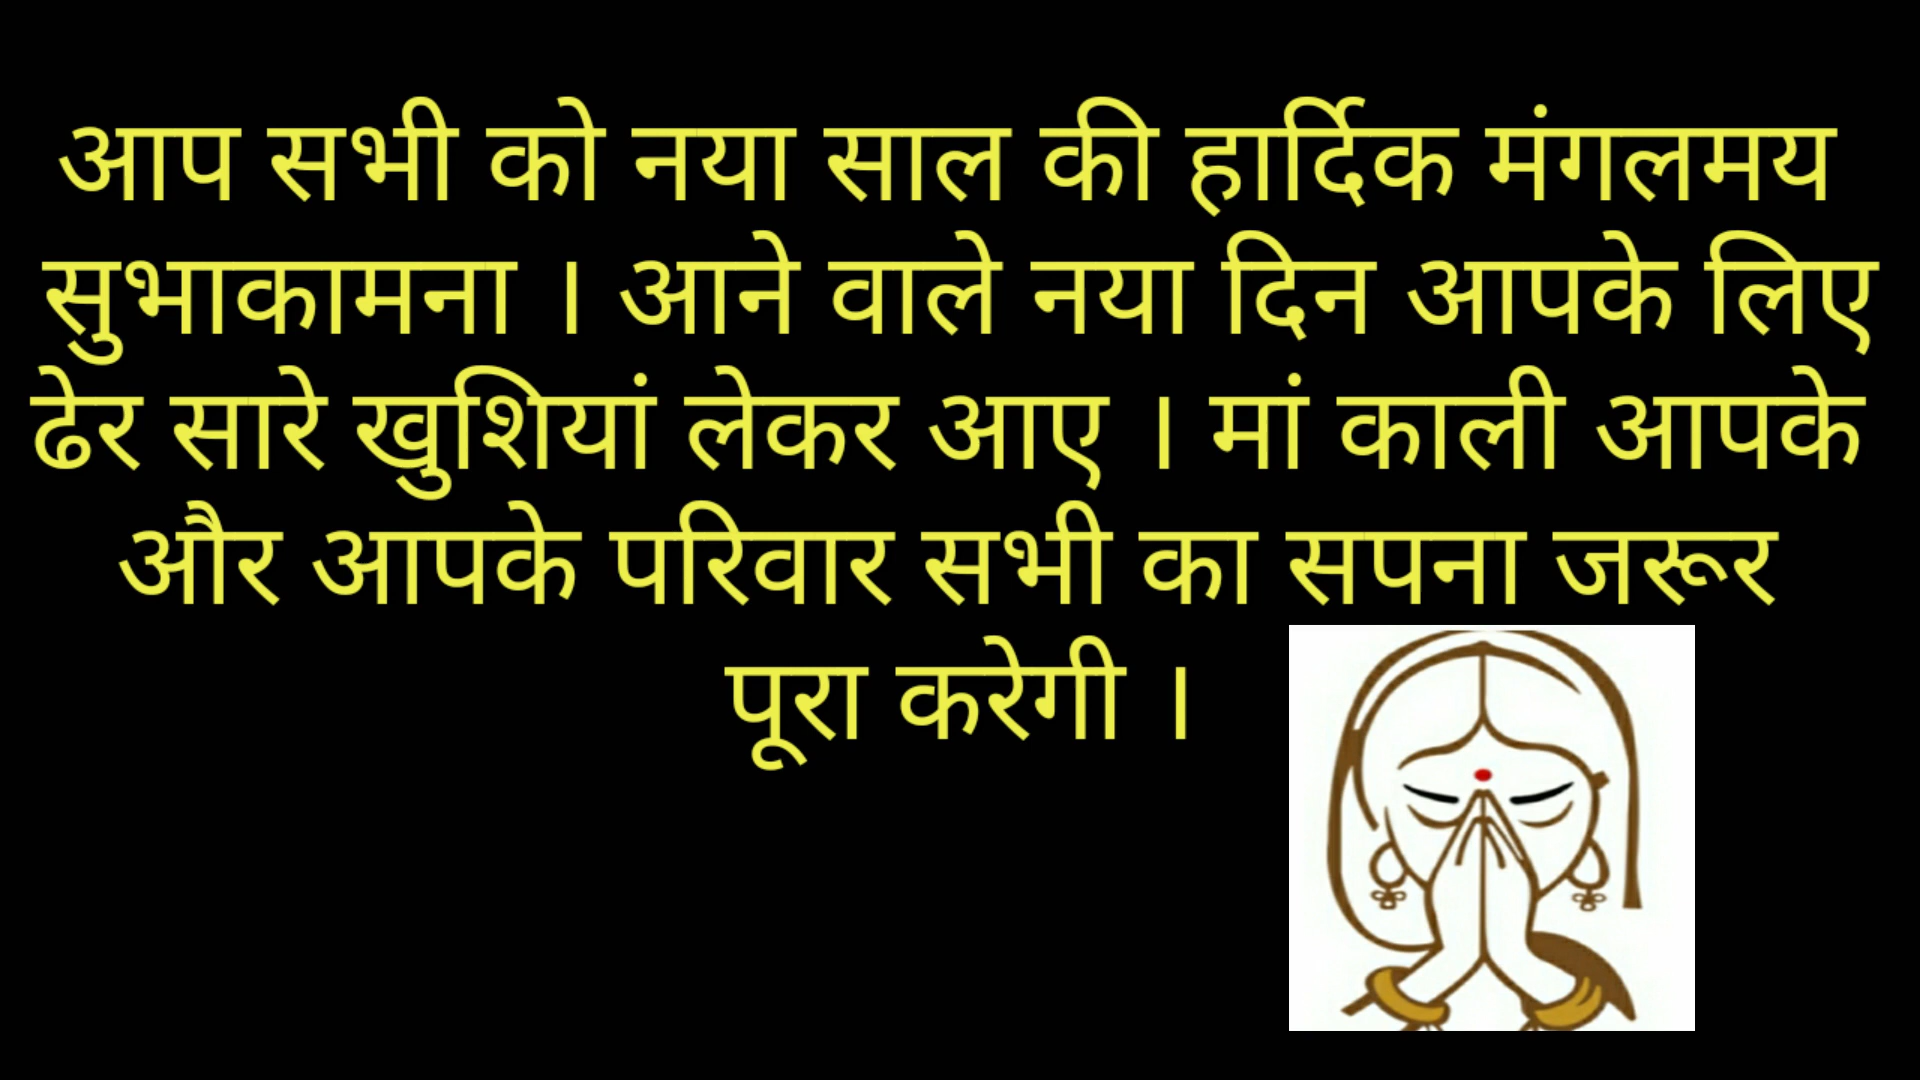 आप सभी को नया साल की हार्दिक मंगलमय
सुभाकामना । आने वाले नया दिन आपके लिए
ढेर सारे खुशियां लेकर आए । मां काली आपके
और आपके परिवार सभी का सपना जरूर
पूरा करेगी ।